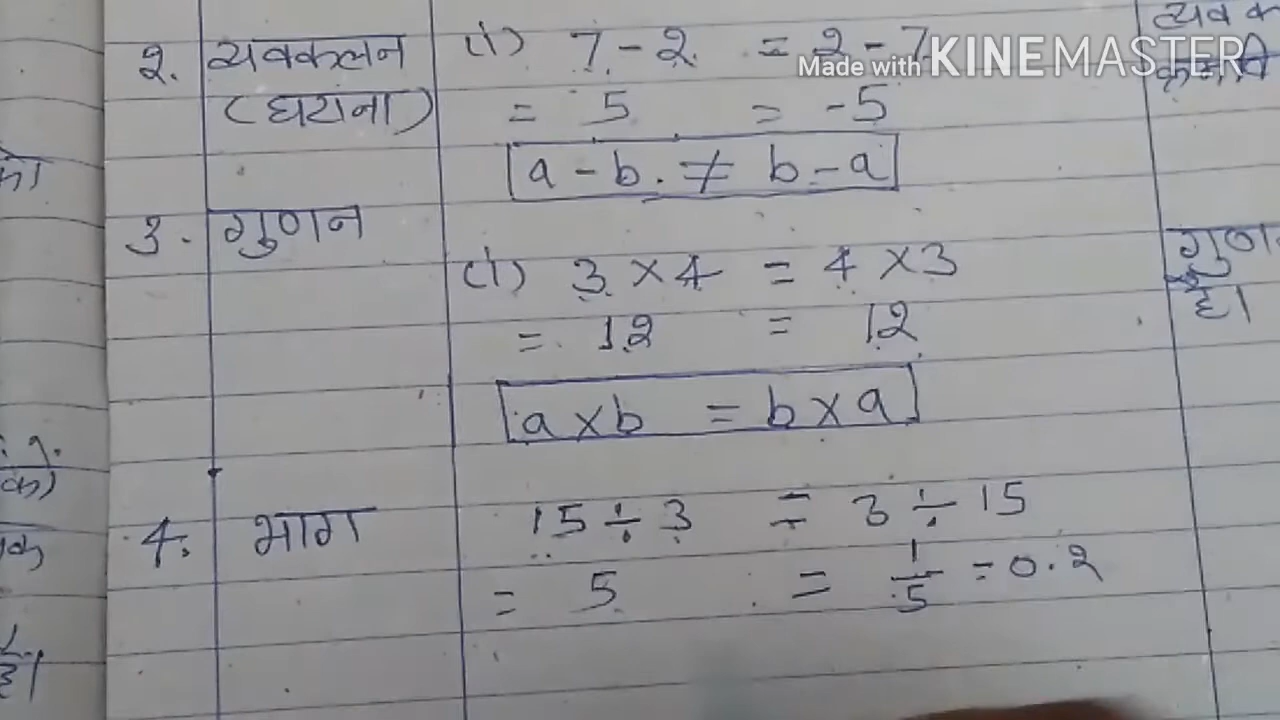 २. व्यवकलन (i) 7 - 2 = 2 - 7
(घटाना) = 5 = -5
a - b ≠ b - a
3. गुणन
(i) 3 × 4 = 4 × 3
= 12 = 12
a × b = b × a
गुण
है।
4. भाग 15 ÷ 3 = 3 ÷ 15
= 5 = 1/5 = 0.2
Made with KINEMASTER